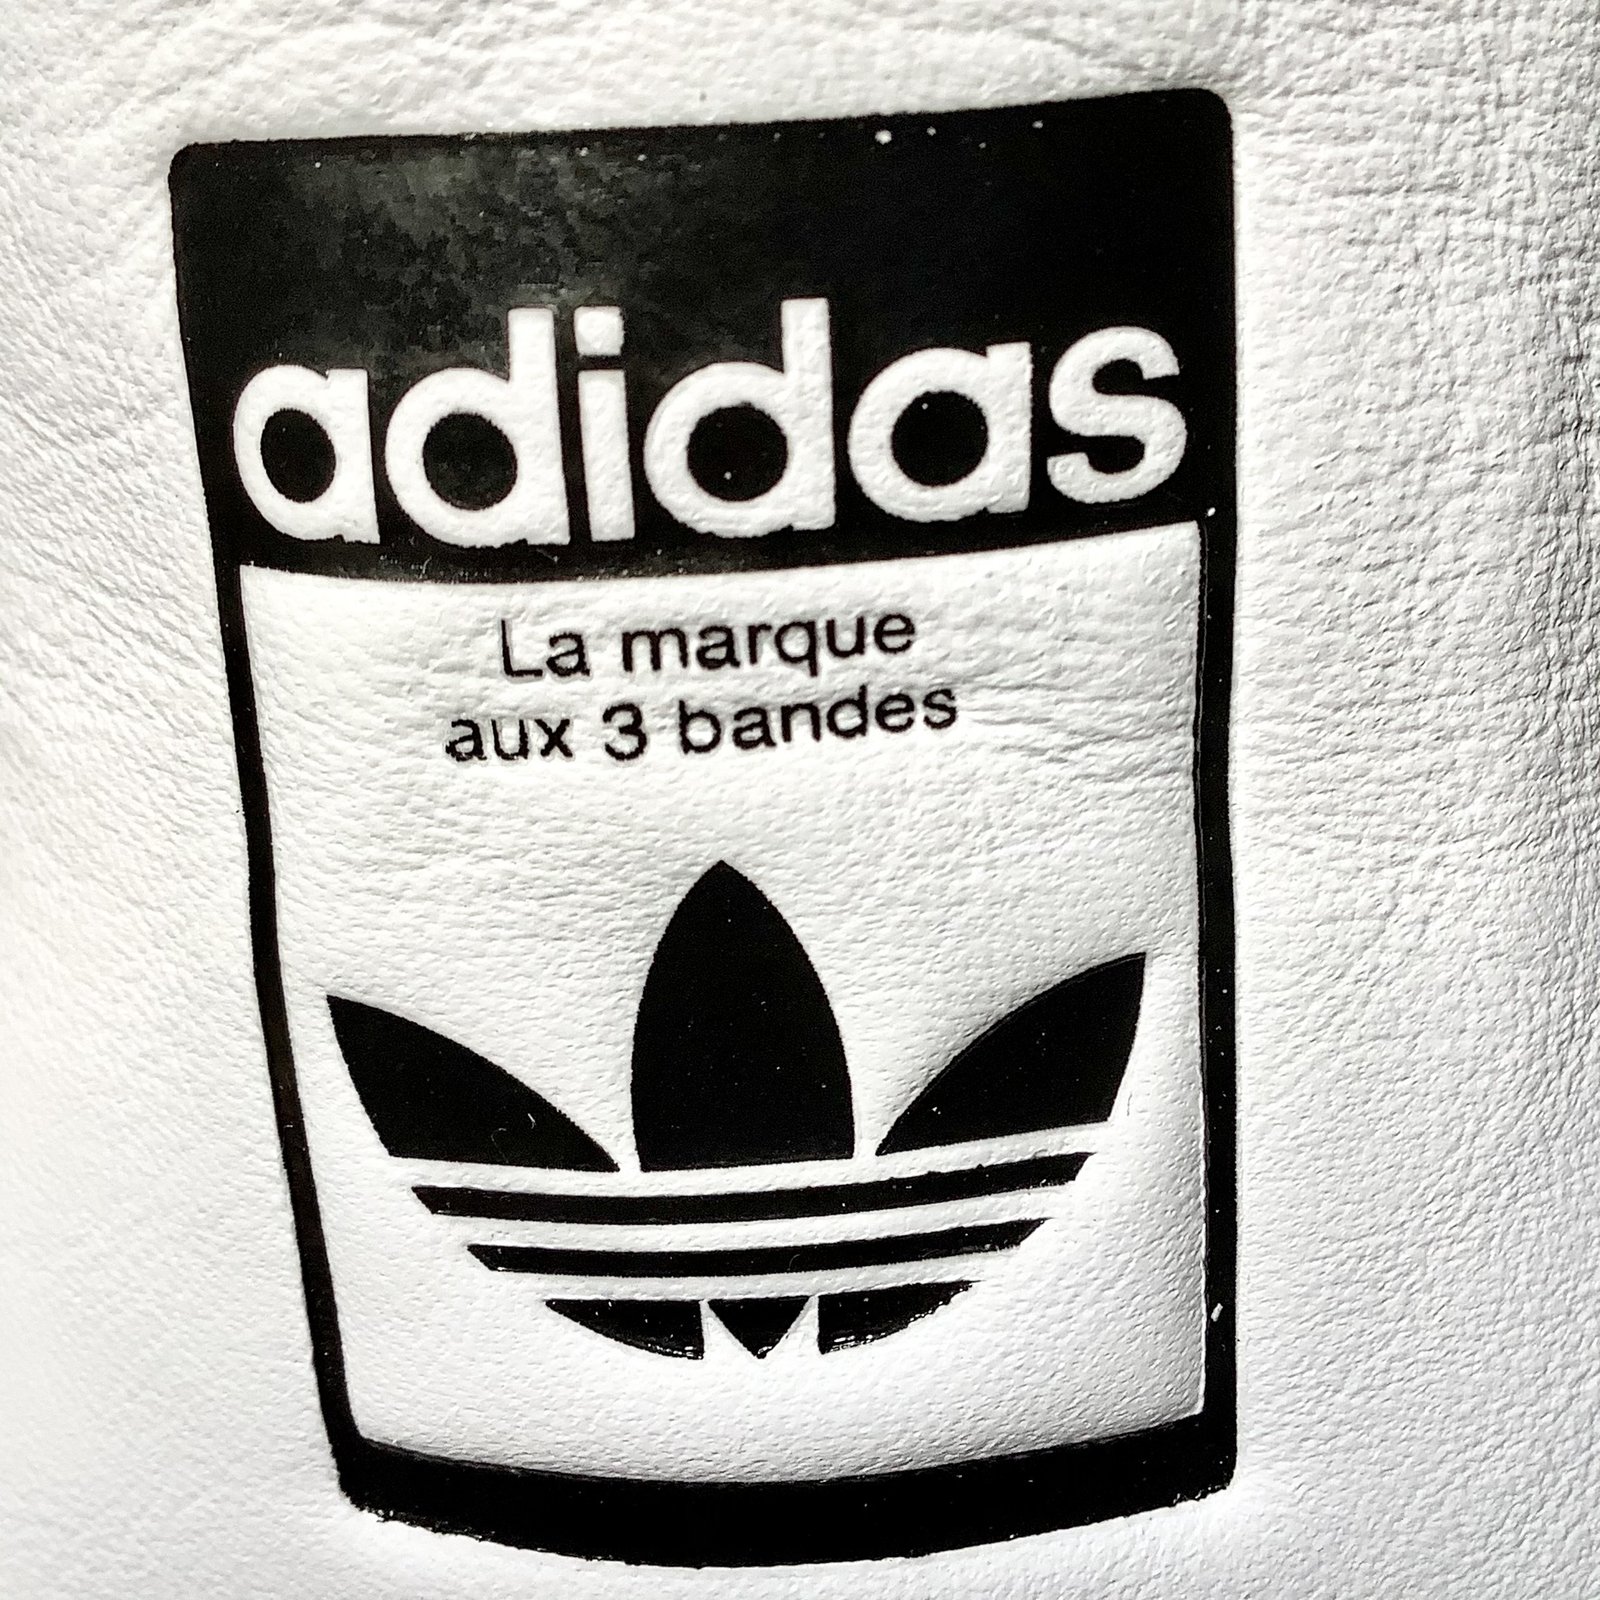 adidas
La marque
aux 3 bandes